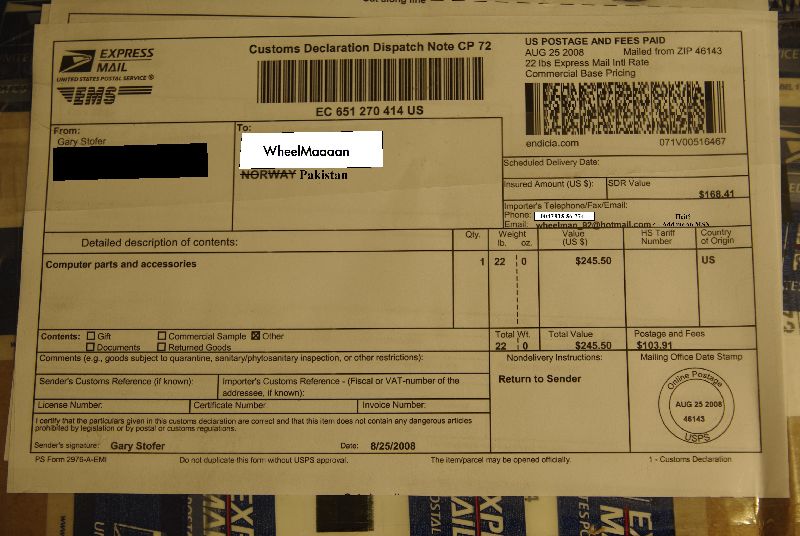 Cut along line
EXPRESS
MAIL
UNITED STATES POSTAL SERVICE ®
EMS
Customs Declaration Dispatch Note CP 72
EC 651 270 414 US
US POSTAGE AND FEES PAID
AUG 25 2008 Mailed from ZIP 46143
22 lbs Express Mail Intl Rate
Commercial Base Pricing
endicia.com 071V00516467
From:
Gary Stofer
To:
WheelMaaaan
NORWAY Pakistan
Scheduled Delivery Date:
Insured Amount (US $): SDR Value
$168.41
Importer's Telephone/Fax/Email:
Phone:
Email: wheelman_82@hotmail.com
Detailed description of contents: Qty. Weight lb. oz. Value (US $) HS Tariff Number Country of Origin
Computer parts and accessories 1 22 0 $245.50 US
Contents: Gift Commercial Sample Other
Documents Returned Goods
Total Wt. Total Value Postage and Fees
22 0 $245.50 $103.91
Comments (e.g., goods subject to quarantine, sanitary/phytosanitary inspection, or other restrictions):
Nondelivery Instructions:
Return to Sender
Mailing Office Date Stamp
Online Postage
AUG 25 2008
46143
USPS
Sender's Customs Reference (if known):
Importer's Customs Reference - (Fiscal or VAT-number of the addressee, if known):
License Number: Certificate Number Invoice Number:
I certify that the particulars given in this customs declaration are correct and that this item does not contain any dangerous articles
prohibited by legislation or by postal or customs regulations.
Sender's signature: Gary Stofer Date: 8/25/2008
PS Form 2976-A-EMI Do not duplicate this form without USPS approval. The item/parcel may be opened officially. 1 - Customs Declaration